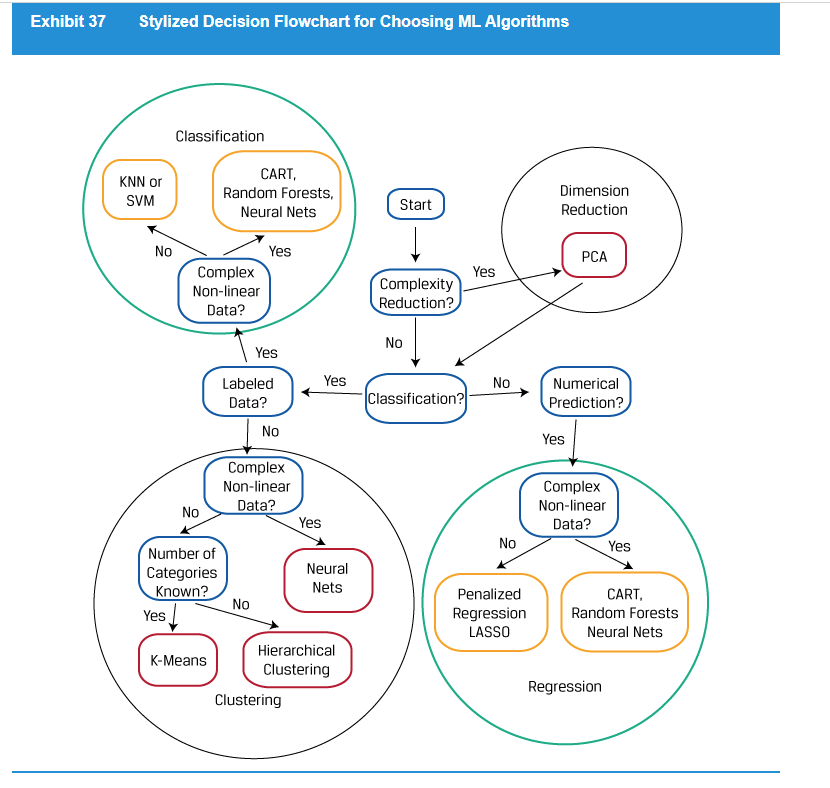 Exhibit 37 Stylized Decision Flowchart for Choosing ML Algorithms
Classification
KNN or
SVM
CART,
Random Forests,
Neural Nets
No
Yes
Complex
Non-linear
Data?
Start
Complexity
Reduction?
Yes
No
Dimension
Reduction
PCA
Yes
Labeled
Data?
Yes
Classification?
No
Numerical
Prediction?
No
Yes
Complex
Non-linear
Data?
No
Yes
Number of
Categories
Known?
Neural
Nets
Yes
No
K-Means
Hierarchical
Clustering
Clustering
Complex
Non-linear
Data?
No
Yes
Penalized
Regression
LASSO
CART,
Random Forests
Neural Nets
Regression